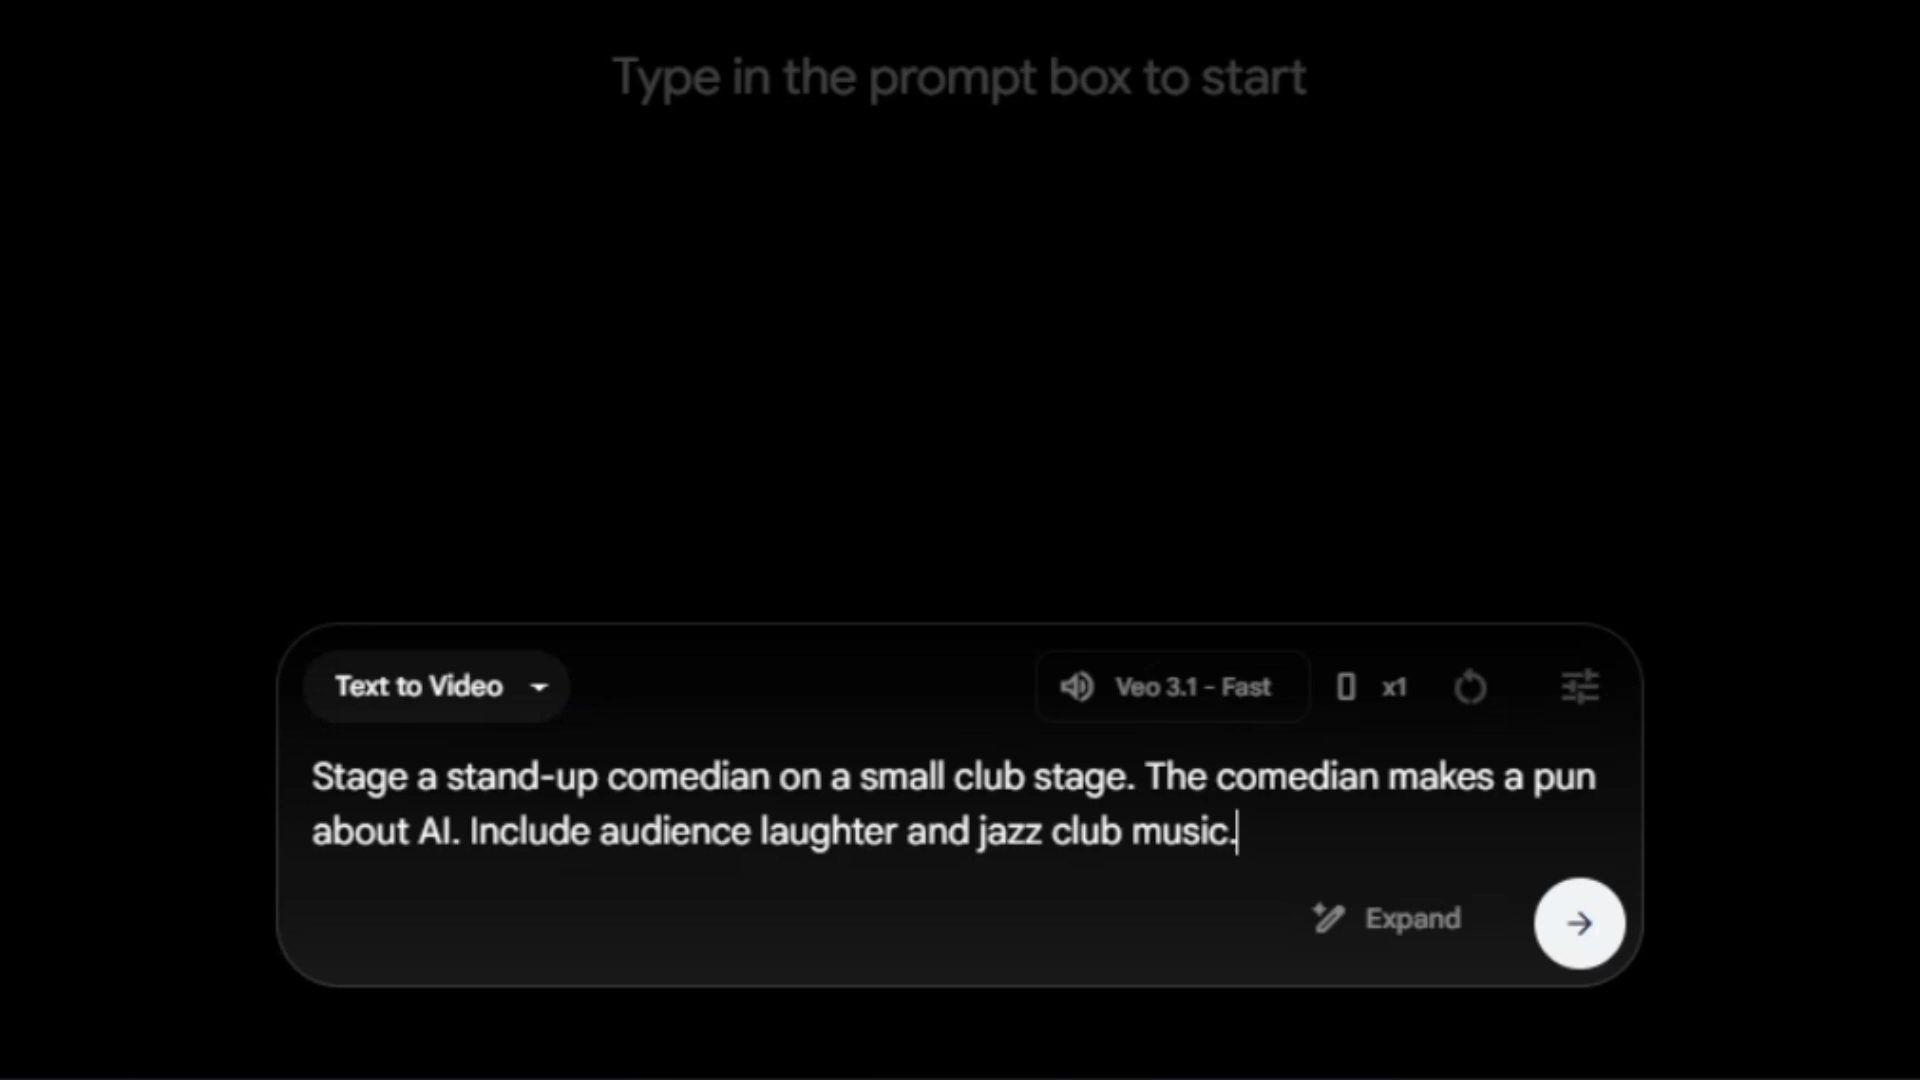 Type in the prompt box to start
Text to Video
Veo 3.1 - Fast
x1
Stage a stand-up comedian on a small club stage. The comedian makes a pun
about AI. Include audience laughter and jazz club music.
Expand